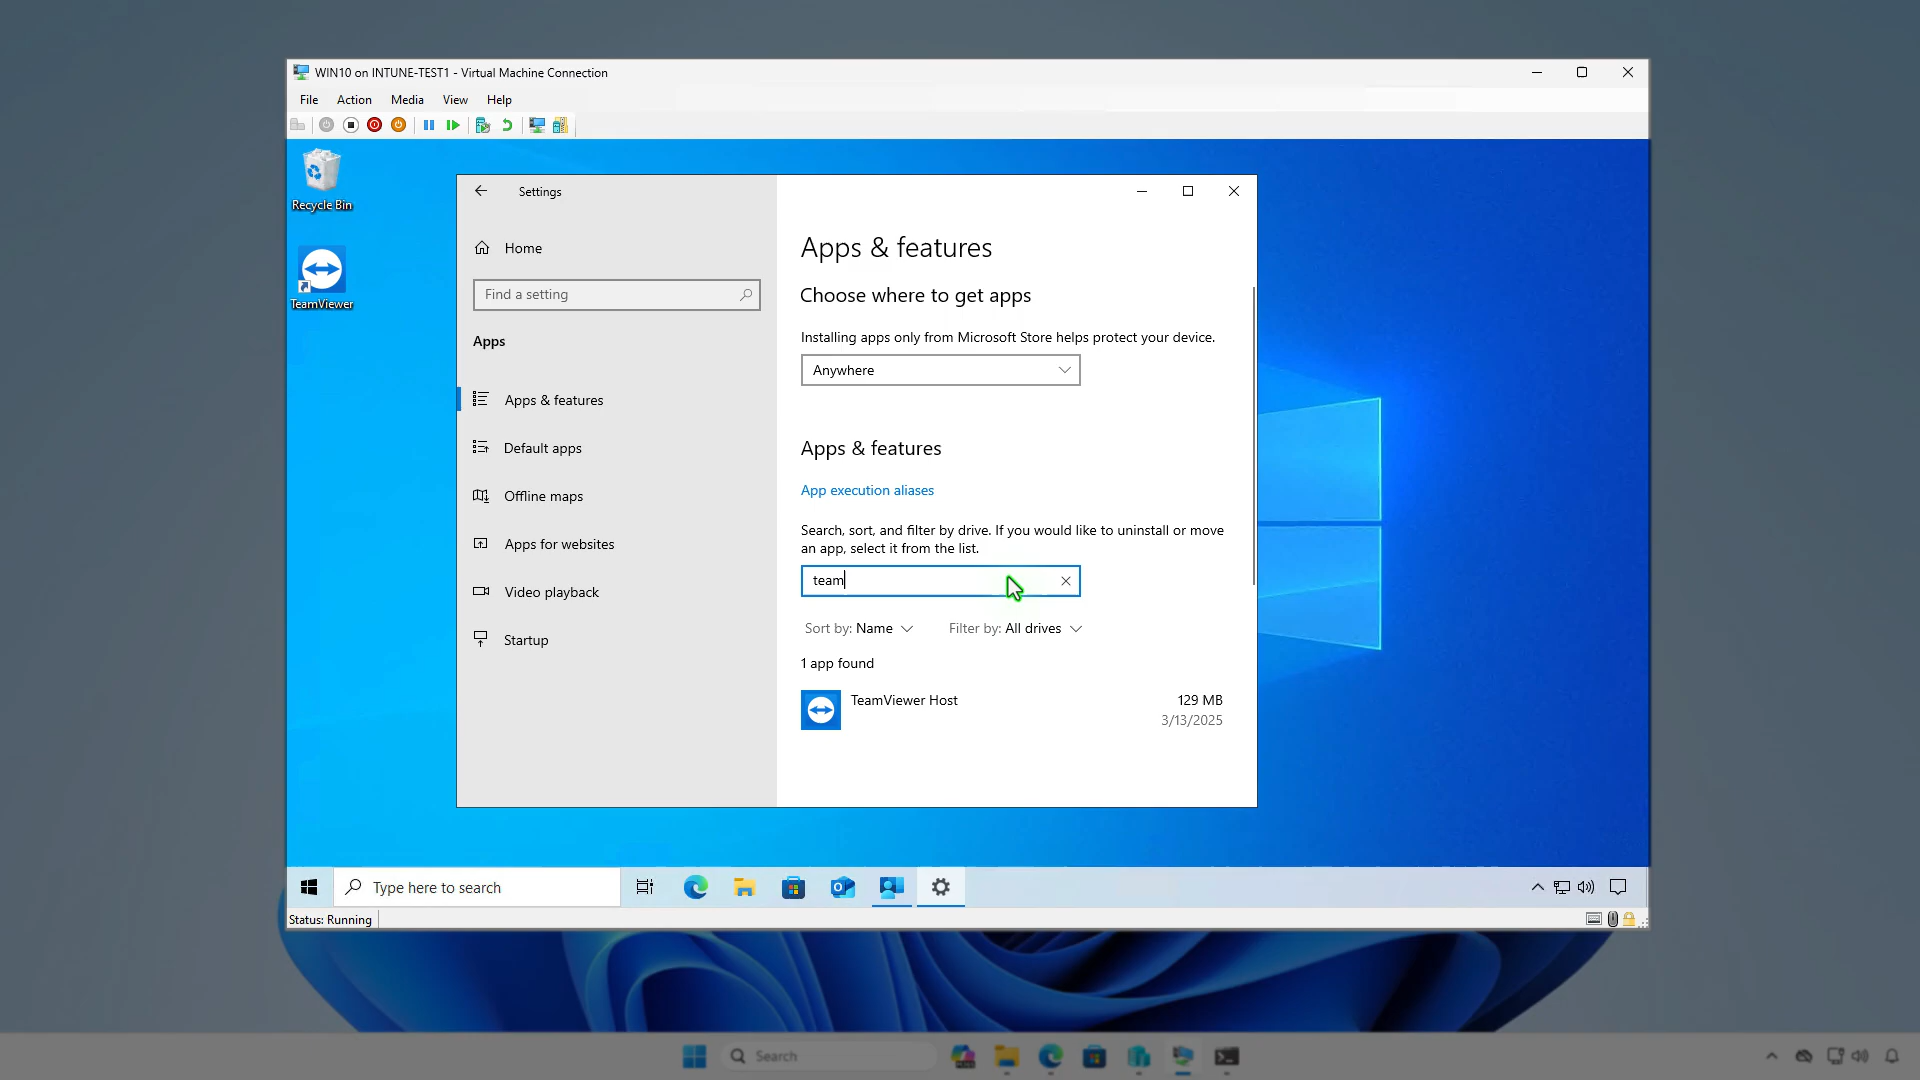 WIN10 on INTUNE-TEST1 - Virtual Machine Connection
File Action Media View Help
Recycle Bin
TeamViewer
Settings
Home
Find a setting
Apps
Apps & features
Default apps
Offline maps
Apps for websites
Video playback
Startup
Apps & features
Choose where to get apps
Installing apps only from Microsoft Store helps protect your device.
Anywhere
Apps & features
App execution aliases
Search, sort, and filter by drive. If you would like to uninstall or move
an app, select it from the list.
team
Sort by: Name Filter by: All drives
1 app found
TeamViewer Host 129 MB
3/13/2025
Type here to search
Status: Running
Search